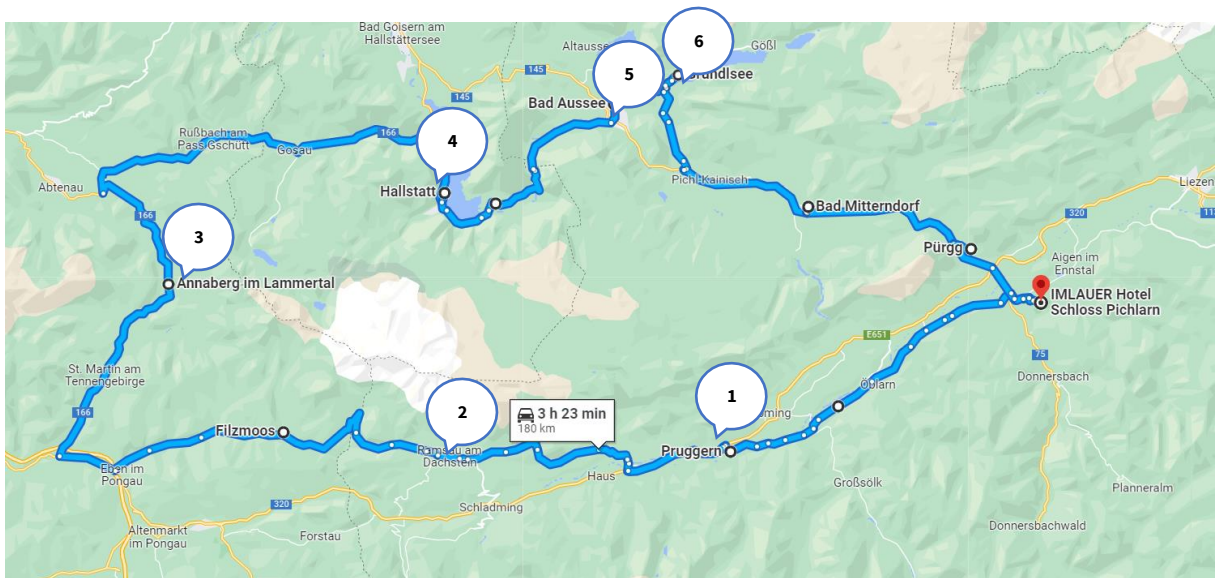 Bad Goisern am
Hallstättersee
Altaussee
6
Gößl
Grundlsee
145
5
145
Bad Aussee
Rußbach am
Pass Gschütt
166
Gosau
4
Abtenau
Hallstatt
Pichl-Kainisch
Liezen
166
Bad Mitterndorf
320
3
Pürgg
Aigen im
Ennstal
Annaberg im Lammertal
IMLAUER Hotel
Schloss Pichlarn
E651
75
St. Martin am
Tennengebirge
Donnersbach
Öblarn
1
166
2
3 h 23 min
180 km
Filzmoos
Ramsau am
Dachstein
Pruggern
Eben im
Pongau
Haus
Großsölk
Planneralm
320
Schladming
Altenmarkt
im Pongau
Forstau
Donnersbachwald